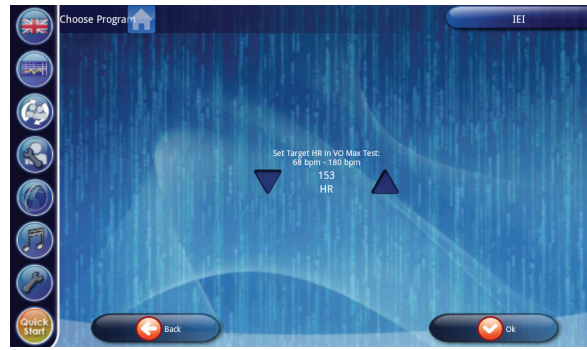 Choose Program
IEI
Set Target HR in VO Max Test:
68 bpm - 180 bpm
153
HR
Quick
Start
Back
Ok